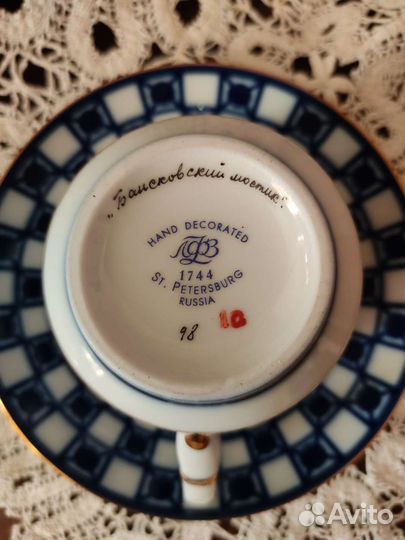 "Банковский мостик".
HAND DECORATED
ЛФЗ
1744
ST. PETERSBURG
RUSSIA
98 10
Avito